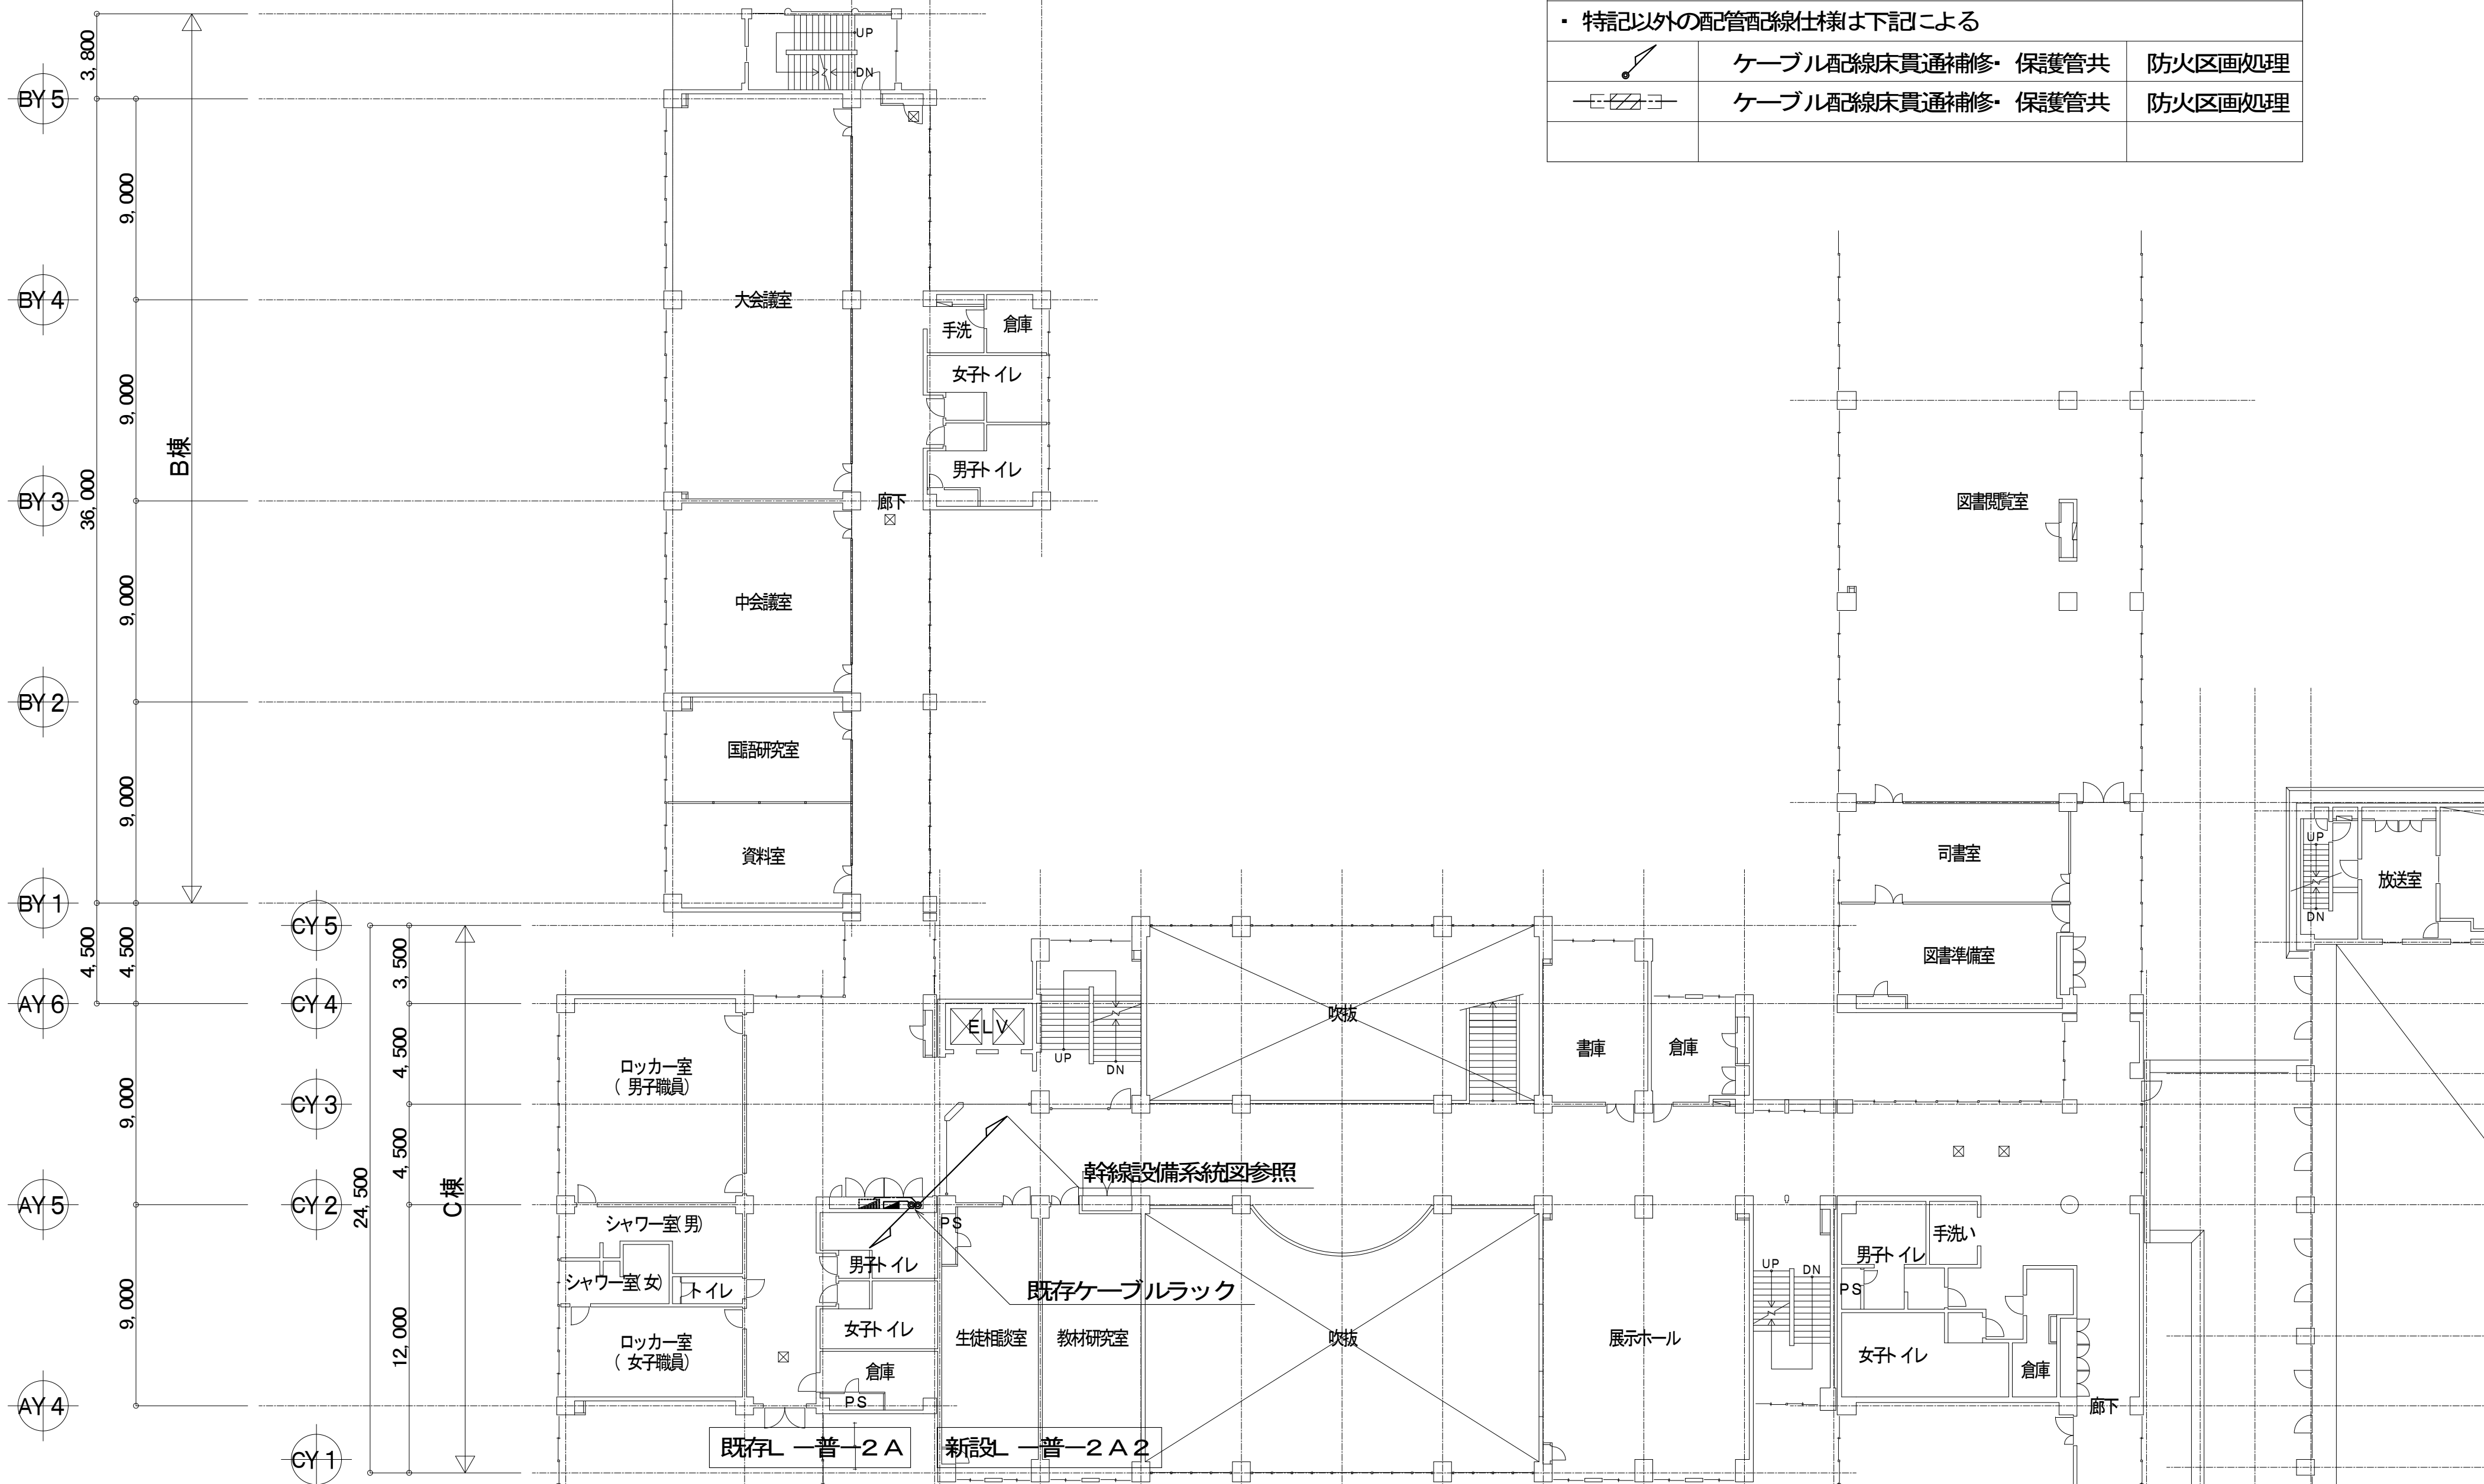 ・ 特記以外の配管配線仕様は下記による
ケーブル配線床貫通補修・ 保護管共 防火区画処理
ケーブル配線床貫通補修・ 保護管共 防火区画処理
BY5
BY4
BY3
BY2
BY1
AY6
AY5
AY4
3,800
9,000
9,000
36,000
9,000
9,000
4,500
4,500
9,000
9,000
B棟
CY5
CY4
CY3
CY2
CY1
3,500
4,500
4,500
24,500
12,000
C棟
UP
DN
大会議室
手洗
倉庫
女子トイレ
男子トイレ
廊下
中会議室
国語研究室
資料室
図書閲覧室
司書室
図書準備室
UP
DN
放送室
ロッカー室
(男子職員)
ELV
UP
DN
吹抜
書庫
倉庫
幹線設備系統図参照
シャワー室(男)
シャワー室(女)
トイレ
ロッカー室
(女子職員)
PS
男子トイレ
既存ケーブルラック
女子トイレ
倉庫
PS
生徒相談室
教材研究室
吹抜
展示ホール
UP
DN
男子トイレ
手洗い
PS
女子トイレ
倉庫
廊下
既存L-普-2A
新設L-普-2A2